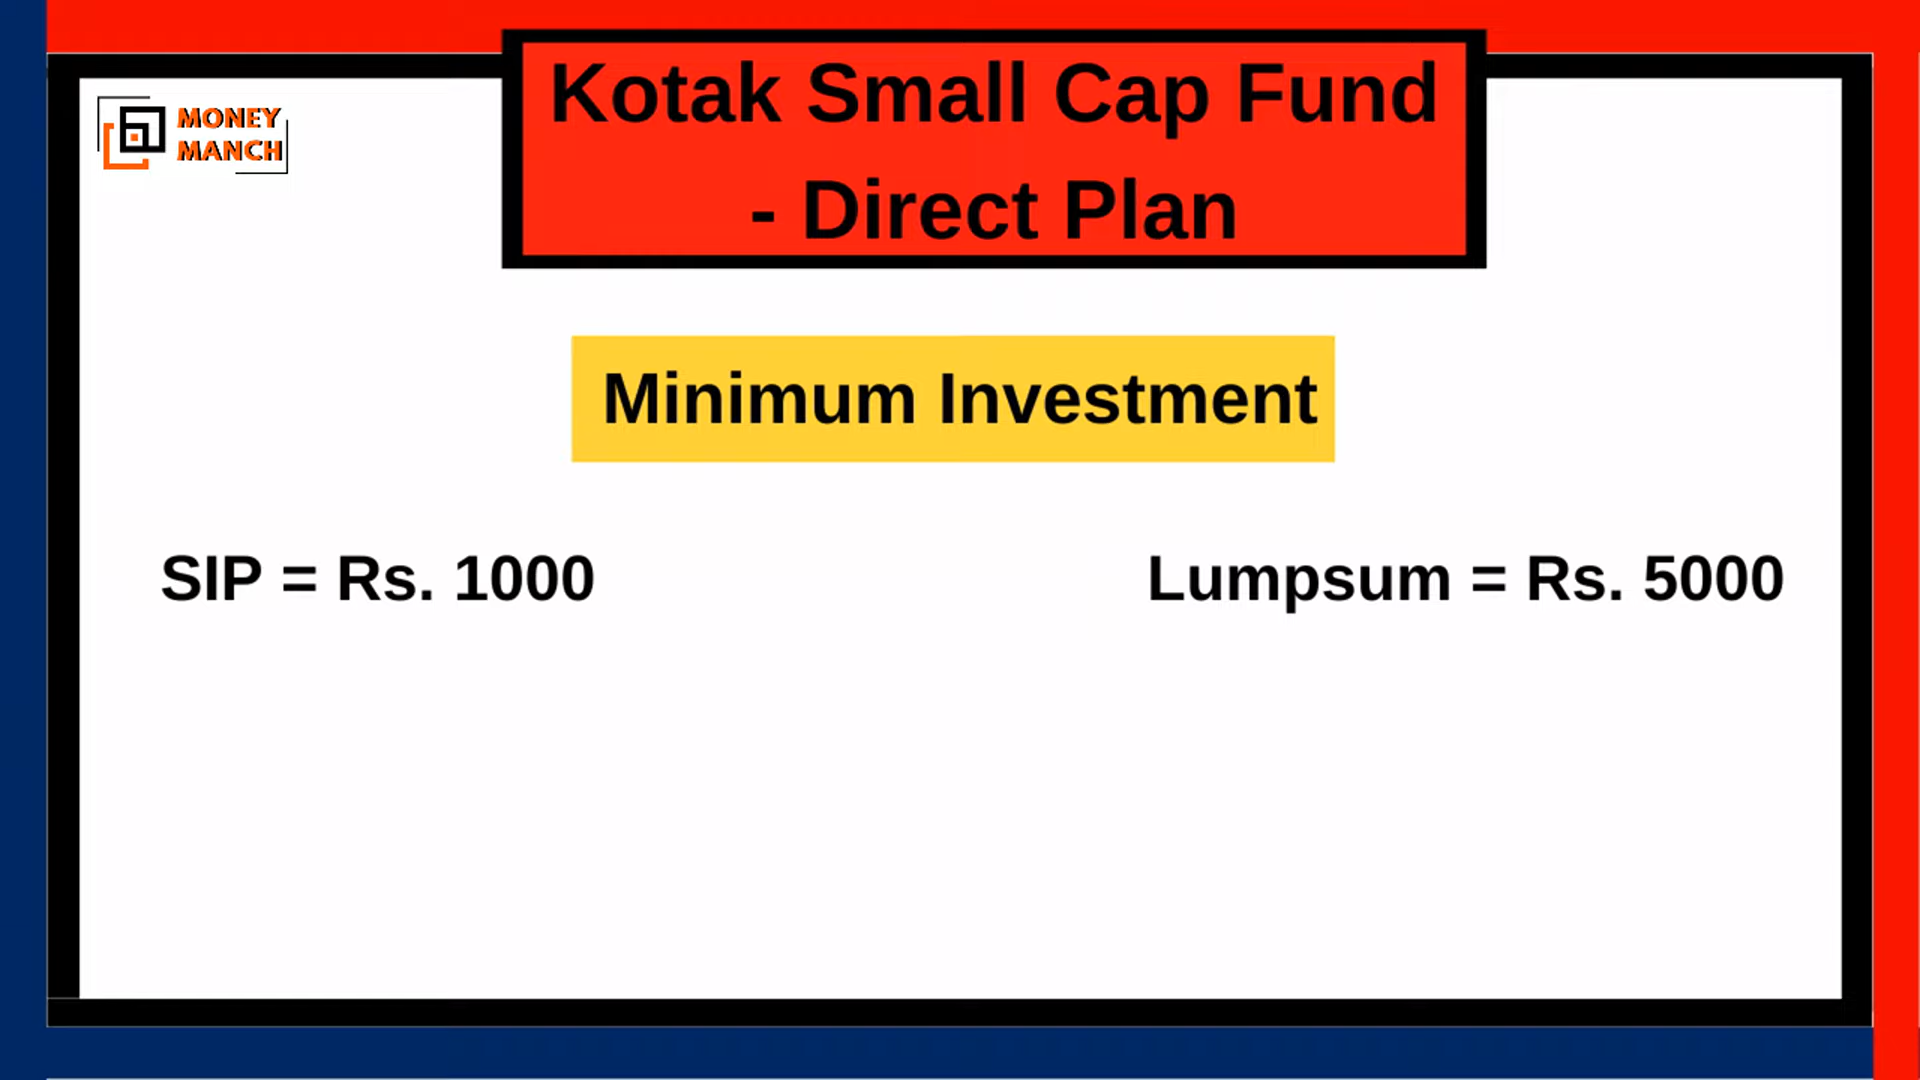 Kotak Small Cap Fund
- Direct Plan
MONEY
MANCH
Minimum Investment
SIP = Rs. 1000
Lumpsum = Rs. 5000